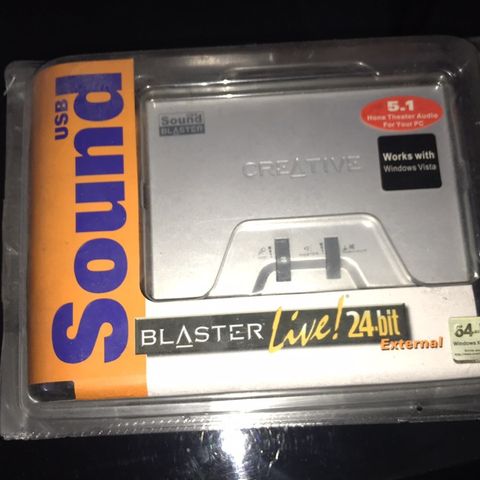 USB
Sound
Sound
BLASTER
CREATIVE
5.1
Home Theater Audio
For Your PC
Works with
Windows Vista
BLASTER Live! 24-bit
External
64
Windows